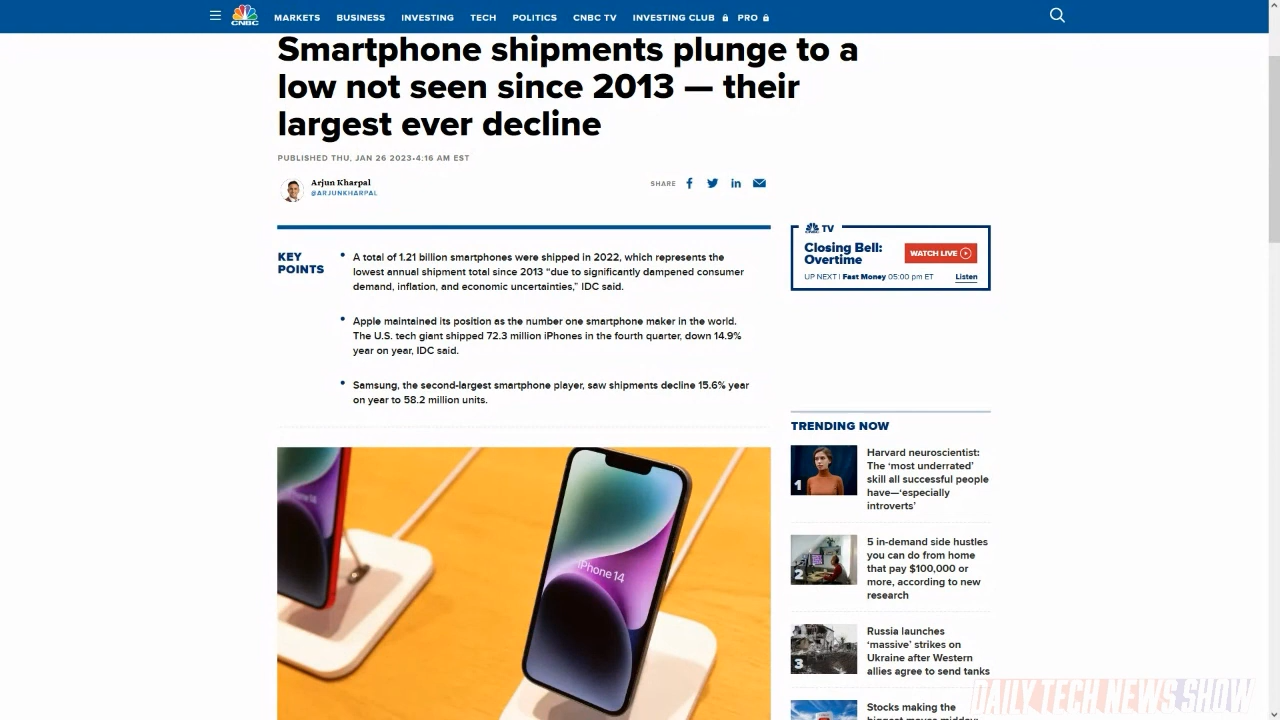 CNBC
MARKETS BUSINESS INVESTING TECH POLITICS CNBC TV INVESTING CLUB PRO
Smartphone shipments plunge to a
low not seen since 2013 — their
largest ever decline
PUBLISHED THU, JAN 26 2023•4:16 AM EST
Arjun Kharpal
@ARJUNKHARPAL
SHARE
KEY
POINTS
• A total of 1.21 billion smartphones were shipped in 2022, which represents the
lowest annual shipment total since 2013 “due to significantly dampened consumer
demand, inflation, and economic uncertainties,” IDC said.
• Apple maintained its position as the number one smartphone maker in the world.
The U.S. tech giant shipped 72.3 million iPhones in the fourth quarter, down 14.9%
year on year, IDC said.
• Samsung, the second-largest smartphone player, saw shipments decline 15.6% year
on year to 58.2 million units.
iPhone 14
TV
Closing Bell:
Overtime
WATCH LIVE
UP NEXT | Fast Money 05:00 pm ET
Listen
TRENDING NOW
1
Harvard neuroscientist:
The ‘most underrated’
skill all successful people
have—‘especially
introverts’
2
5 in-demand side hustles
you can do from home
that pay $100,000 or
more, according to new
research
3
Russia launches
‘massive’ strikes on
Ukraine after Western
allies agree to send tanks
Stocks making the
DAILY TECH NEWS SHOW